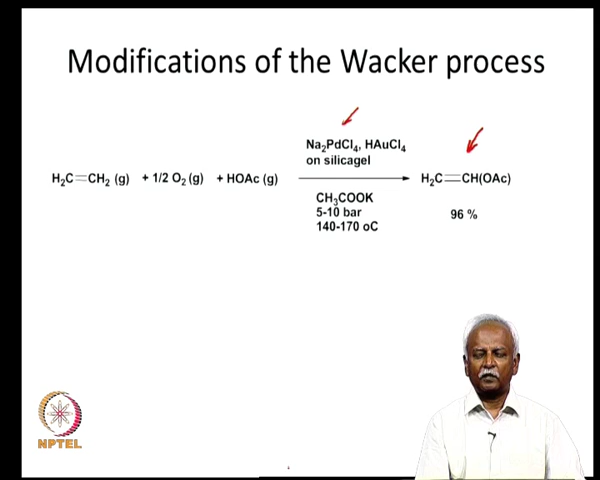 Modifications of the Wacker process
Na2PdCl4, HAuCl4
on silicagel
H2C=CH2 (g) + 1/2 O2 (g) + HOAc (g)
H2C=CH(OAc)
CH3COOK
5-10 bar
140-170 oC
96 %
NPTEL